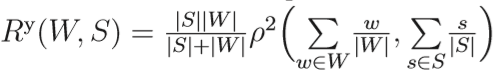 $R^{y}(W, S) = \frac{|S||W|}{|S|+|W|} \rho^2 \left( \sum_{w \in W} \frac{w}{|W|}, \sum_{s \in S} \frac{s}{|S|} \right)$